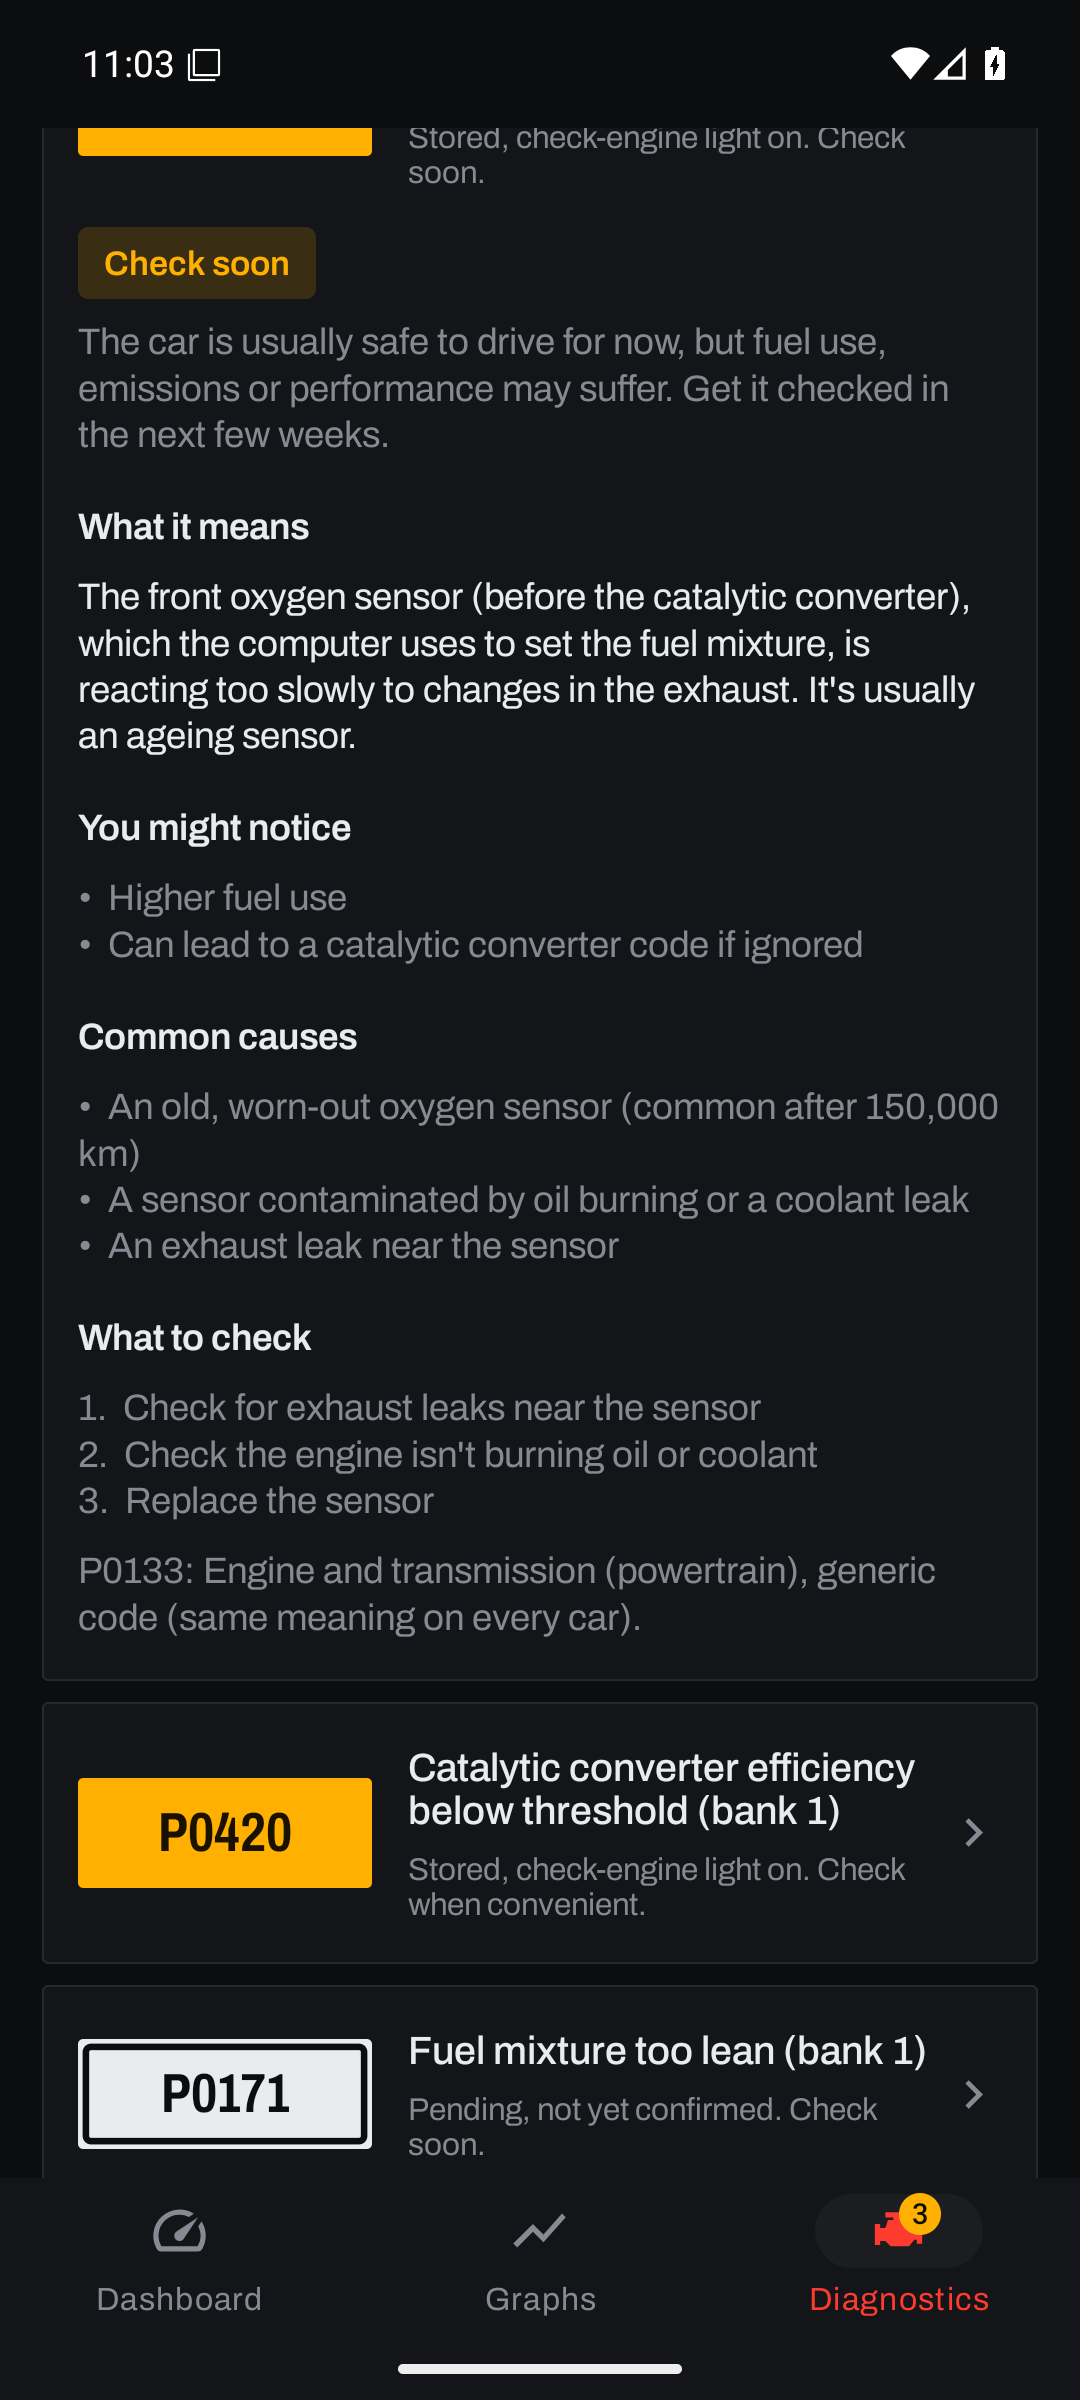 11:03
Stored, check-engine light on. Check
soon.
Check soon
The car is usually safe to drive for now, but fuel use,
emissions or performance may suffer. Get it checked in
the next few weeks.
What it means
The front oxygen sensor (before the catalytic converter),
which the computer uses to set the fuel mixture, is
reacting too slowly to changes in the exhaust. It's usually
an ageing sensor.
You might notice
• Higher fuel use
• Can lead to a catalytic converter code if ignored
Common causes
• An old, worn-out oxygen sensor (common after 150,000
km)
• A sensor contaminated by oil burning or a coolant leak
• An exhaust leak near the sensor
What to check
1. Check for exhaust leaks near the sensor
2. Check the engine isn't burning oil or coolant
3. Replace the sensor
P0133: Engine and transmission (powertrain), generic
code (same meaning on every car).
P0420
Catalytic converter efficiency
below threshold (bank 1)
Stored, check-engine light on. Check
when convenient.
P0171
Fuel mixture too lean (bank 1)
Pending, not yet confirmed. Check
soon.
3
Dashboard
Graphs
Diagnostics